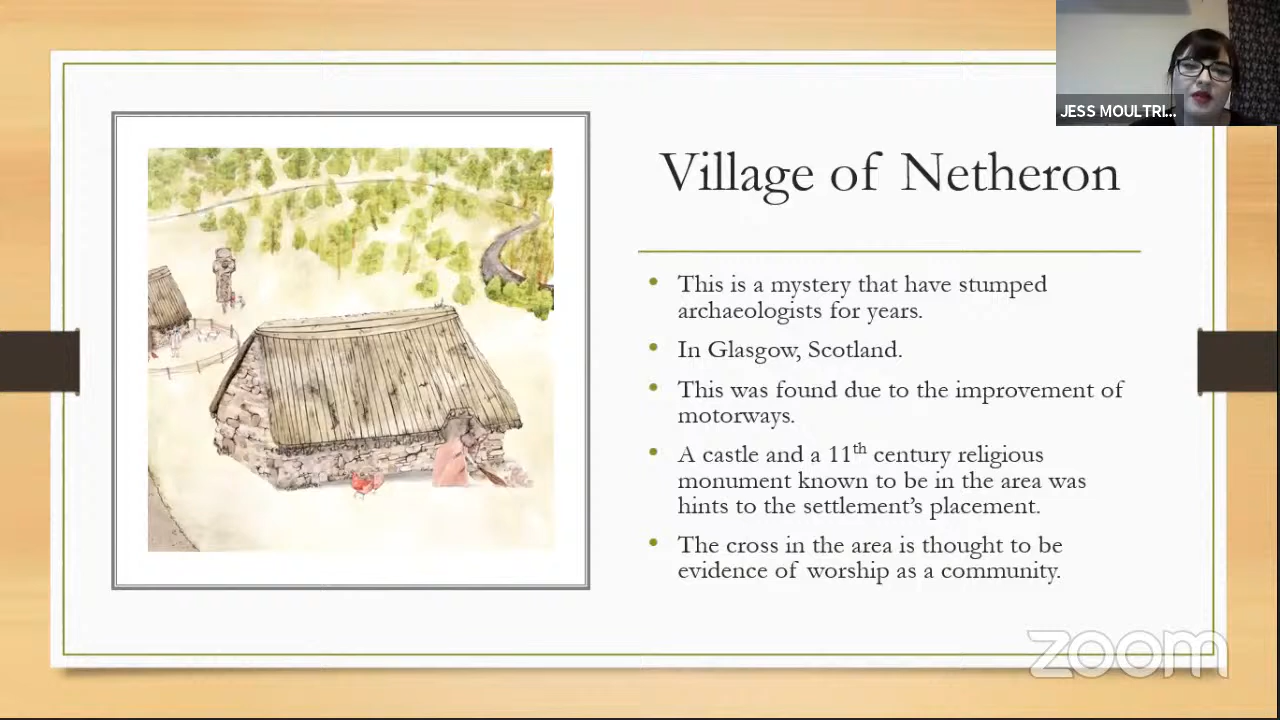 JESS MOULTRI...
Village of Netheron
• This is a mystery that have stumped
archaeologists for years.
• In Glasgow, Scotland.
• This was found due to the improvement of
motorways.
• A castle and a 11th century religious
monument known to be in the area was
hints to the settlement’s placement.
• The cross in the area is thought to be
evidence of worship as a community.
zoom